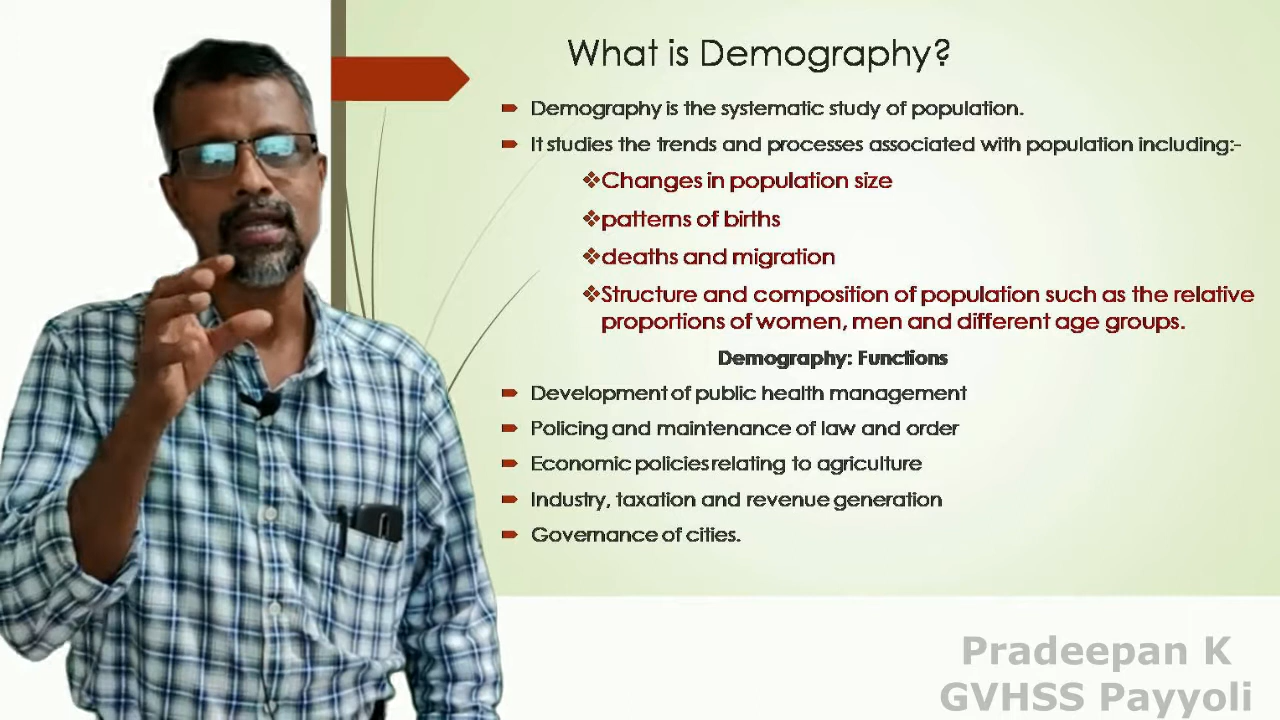 What is Demography?
Demography is the systematic study of population.
It studies the trends and processes associated with population including:-
❖Changes in population size
❖patterns of births
❖deaths and migration
❖Structure and composition of population such as the relative
proportions of women, men and different age groups.
Demography: Functions
Development of public health management
Policing and maintenance of law and order
Economic policies relating to agriculture
Industry, taxation and revenue generation
Governance of cities.
Pradeepan K
GVHSS Payyoli